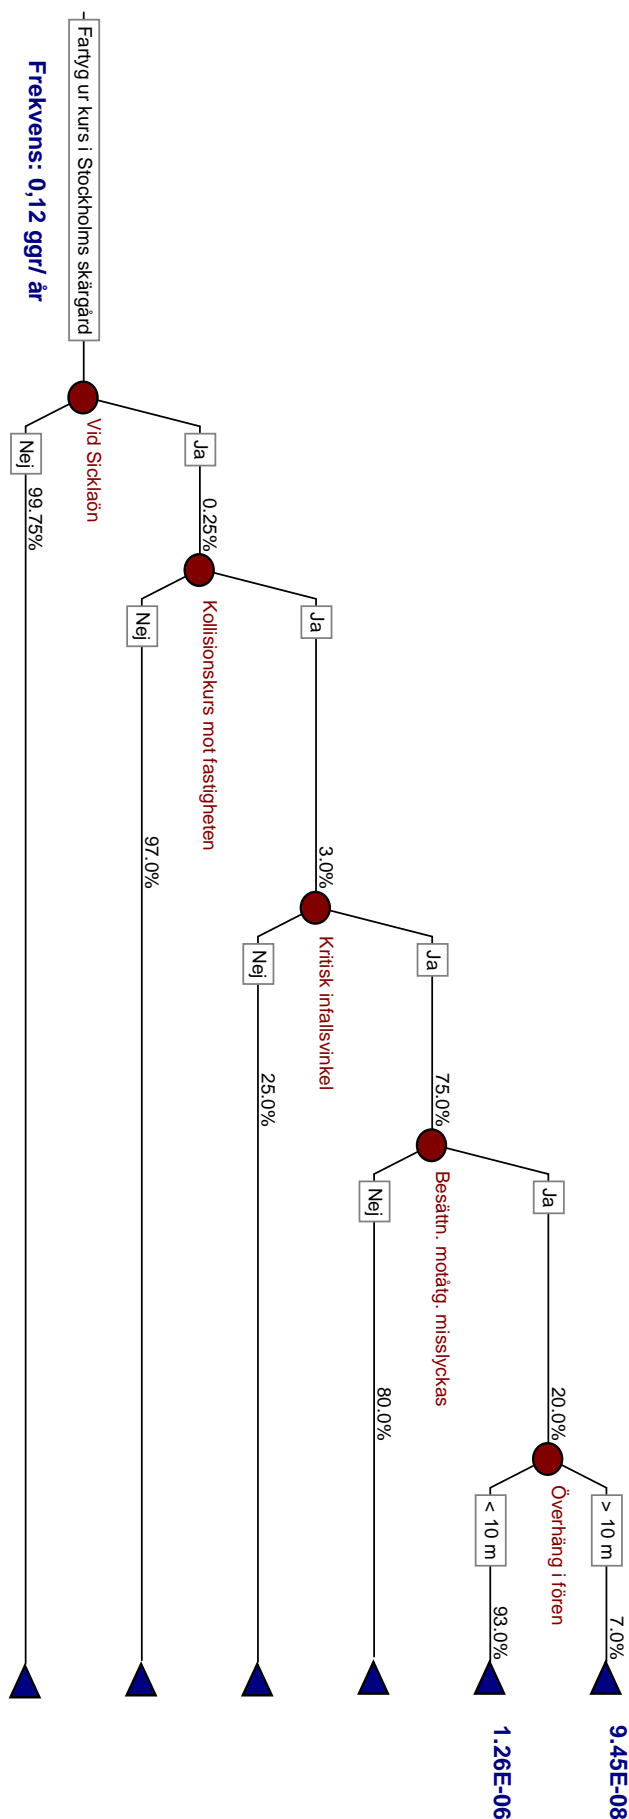 Fartyg ur kurs i Stockholms skärgård
Frekvens: 0,12 ggr/ år
Vid Sicklaön
Ja
0.25%
Nej
99.75%
Kollisionskurs mot fastigheten
Ja
3.0%
Nej
97.0%
Kritisk infallsvinkel
Ja
75.0%
Nej
25.0%
Besättn. motåtg. misslyckas
Ja
20.0%
Nej
80.0%
Överhäng i fören
> 10 m
7.0%
9.45E-08
< 10 m
93.0%
1.26E-06